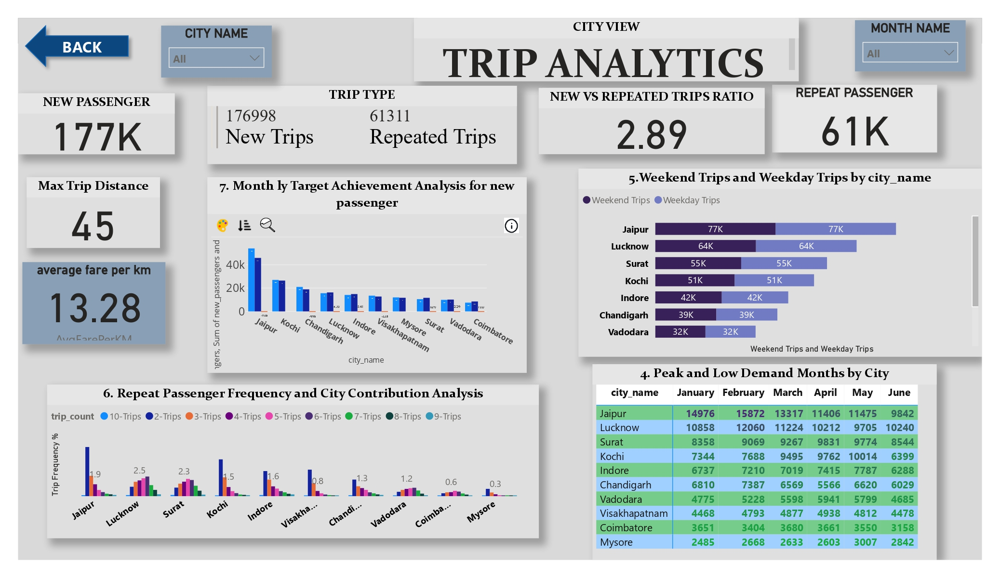 BACK
CITY NAME
All
CITY VIEW
TRIP ANALYTICS
MONTH NAME
All
NEW PASSENGER
177K
TRIP TYPE
176998
New Trips
61311
Repeated Trips
NEW VS REPEATED TRIPS RATIO
2.89
REPEAT PASSENGER
61K
Max Trip Distance
45
average fare per km
13.28
AvgFarePerKM
7. Month ly Target Achievement Analysis for new
passenger
ngers, Sum of new_passengers and
40k
20k
0
Jaipur
Kochi
Chandigarh
Lucknow
Indore
Visakhapatnam
Mysore
Surat
Vadodara
Coimbatore
city_name
5.Weekend Trips and Weekday Trips by city_name
Weekend Trips Weekday Trips
Jaipur 77K 77K
Lucknow 64K 64K
Surat 55K 55K
Kochi 51K 51K
Indore 42K 42K
Chandigarh 39K 39K
Vadodara 32K 32K
Weekend Trips and Weekday Trips
6. Repeat Passenger Frequency and City Contribution Analysis
trip_count 10-Trips 2-Trips 3-Trips 4-Trips 5-Trips 6-Trips 7-Trips 8-Trips 9-Trips
Trip Frequency %
1.9 2.5 2.3 1.5 1.6 0.8 1.3 1.2 0.6 0.3
Jaipur
Lucknow
Surat
Kochi
Indore
Visakha...
Chandi...
Vadodara
Coimba...
Mysore
4. Peak and Low Demand Months by City
city_name January February March April May June
Jaipur 14976 15872 13317 11406 11475 9842
Lucknow 10858 12060 11224 10212 9705 10240
Surat 8358 9069 9267 9831 9774 8544
Kochi 7344 7688 9495 9762 10014 6399
Indore 6737 7210 7019 7415 7787 6288
Chandigarh 6810 7387 6569 5566 6620 6029
Vadodara 4775 5228 5598 5941 5799 4685
Visakhapatnam 4468 4793 4877 4938 4812 4478
Coimbatore 3651 3404 3680 3661 3550 3158
Mysore 2485 2668 2633 2603 3007 2842